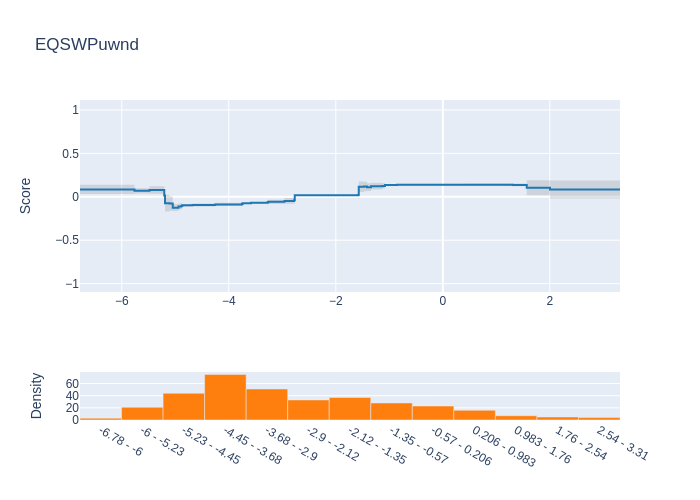 EQSWPuwnd
1
0.5
0
−0.5
−1
Score
−6
−4
−2
0
2
60
40
20
0
Density
-6.78 - -6
-6 - -5.23
-5.23 - -4.45
-4.45 - -3.68
-3.68 - -2.9
-2.9 - -2.12
-2.12 - -1.35
-1.35 - -0.57
-0.57 - 0.206
0.206 - 0.983
0.983 - 1.76
1.76 - 2.54
2.54 - 3.31